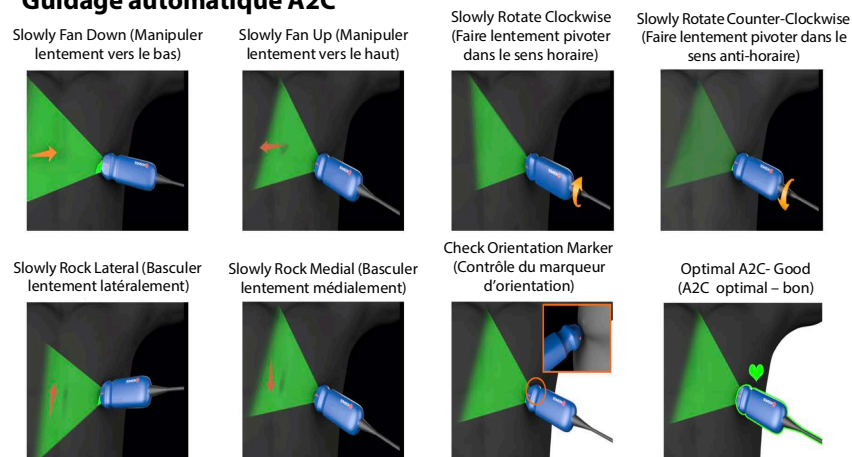 Guidage automatique A2C
Slowly Fan Down (Manipuler
lentement vers le bas)
Slowly Fan Up (Manipuler
lentement vers le haut)
Slowly Rotate Clockwise
(Faire lentement pivoter
dans le sens horaire)
Slowly Rotate Counter-Clockwise
(Faire lentement pivoter dans le
sens anti-horaire)
Slowly Rock Lateral (Basculer
lentement latéralement)
Slowly Rock Medial (Basculer
lentement médialement)
Check Orientation Marker
(Contrôle du marqueur
d’orientation)
Optimal A2C- Good
(A2C optimal – bon)